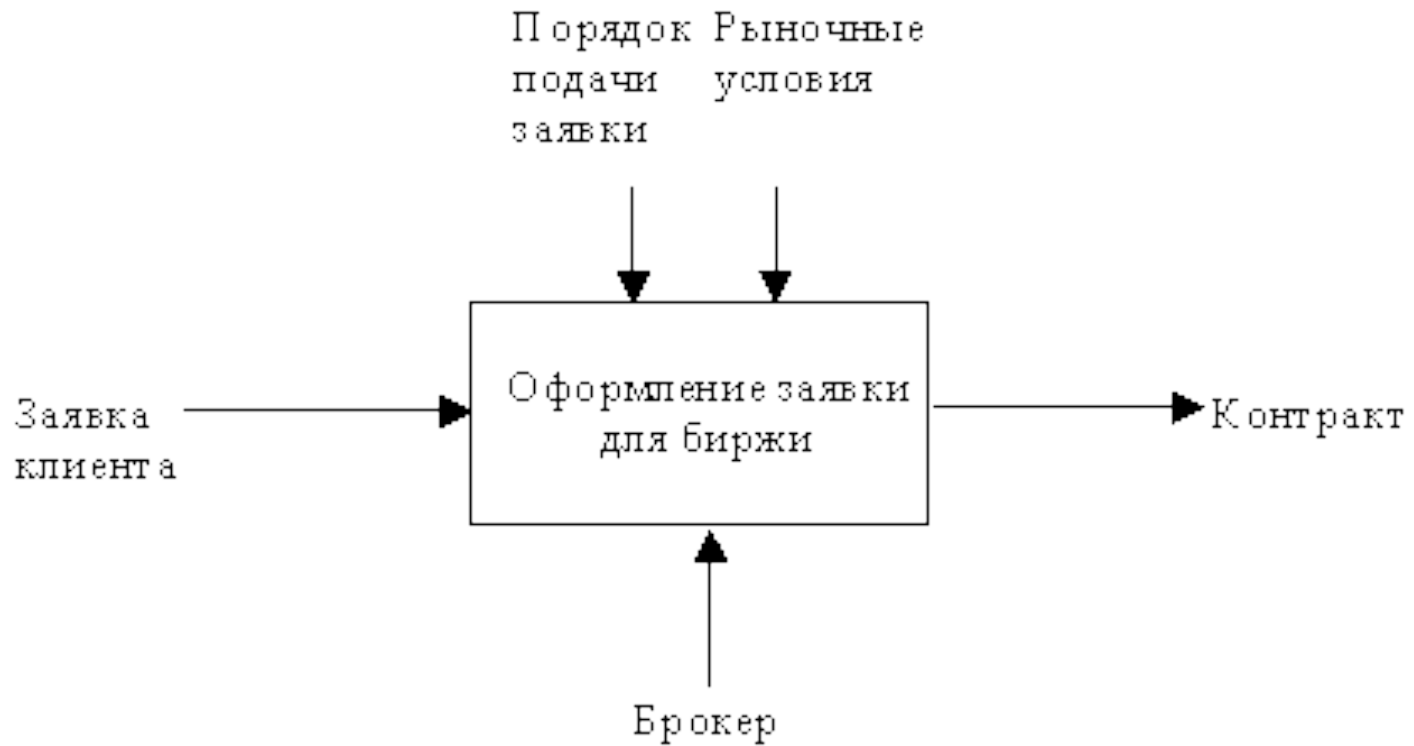 Порядок
подачи
заявки
Рыночные
условия
Заявка
клиента
Оформление заявки
для биржи
Контракт
Брокер